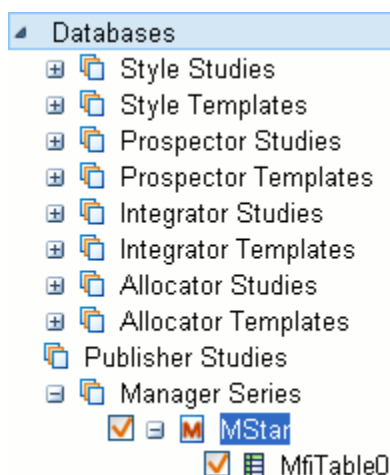 Databases
Style Studies
Style Templates
Prospector Studies
Prospector Templates
Integrator Studies
Integrator Templates
Allocator Studies
Allocator Templates
Publisher Studies
Manager Series
M MStar
MfiTable0